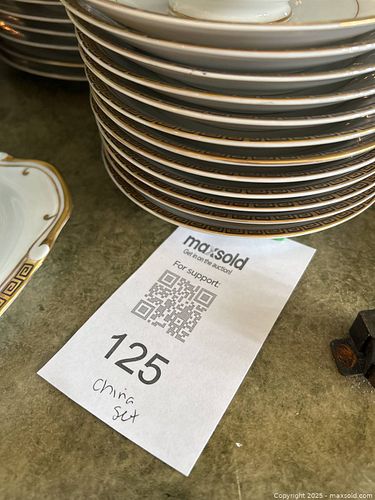 maxsold
Get in on the auction!
For support:
125
China
set
Copyright © 2025 - maxsold.com